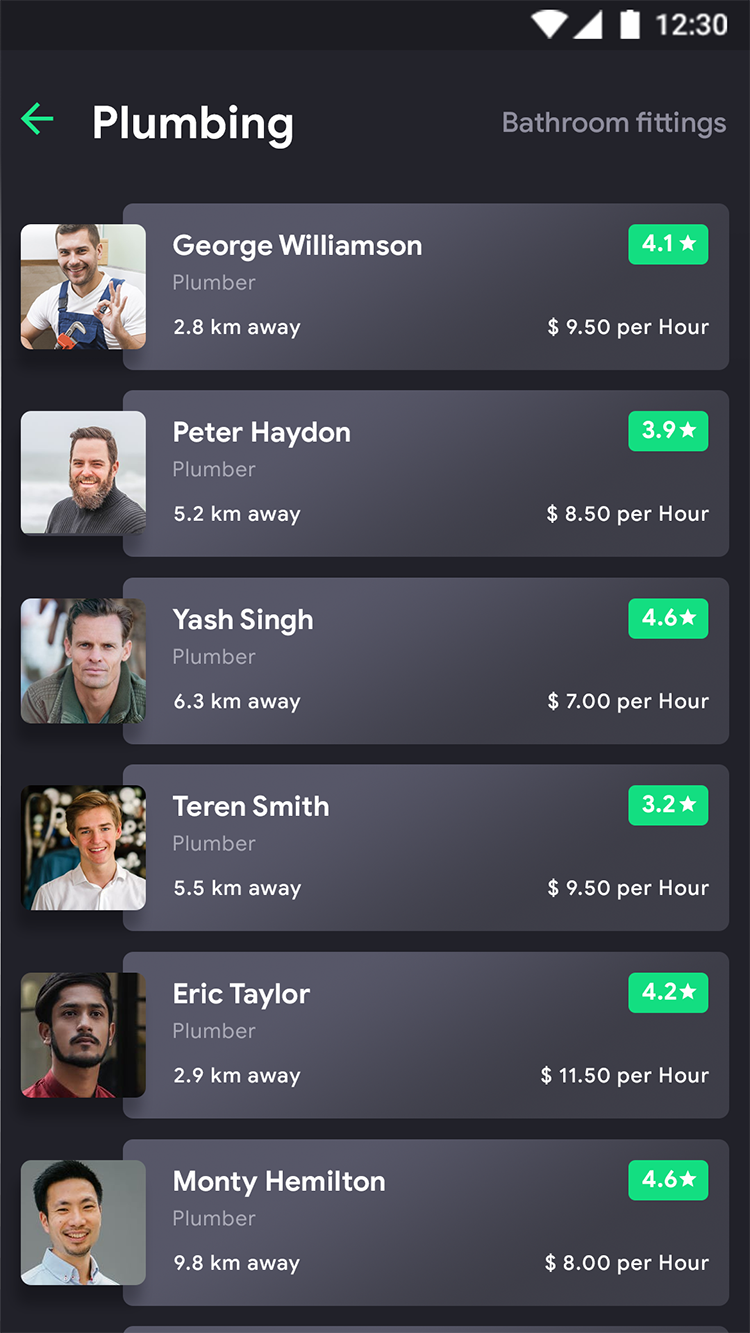 12:30
Plumbing Bathroom fittings
George Williamson 4.1 ★
Plumber
2.8 km away $ 9.50 per Hour
Peter Haydon 3.9 ★
Plumber
5.2 km away $ 8.50 per Hour
Yash Singh 4.6 ★
Plumber
6.3 km away $ 7.00 per Hour
Teren Smith 3.2 ★
Plumber
5.5 km away $ 9.50 per Hour
Eric Taylor 4.2 ★
Plumber
2.9 km away $ 11.50 per Hour
Monty Hemilton 4.6 ★
Plumber
9.8 km away $ 8.00 per Hour